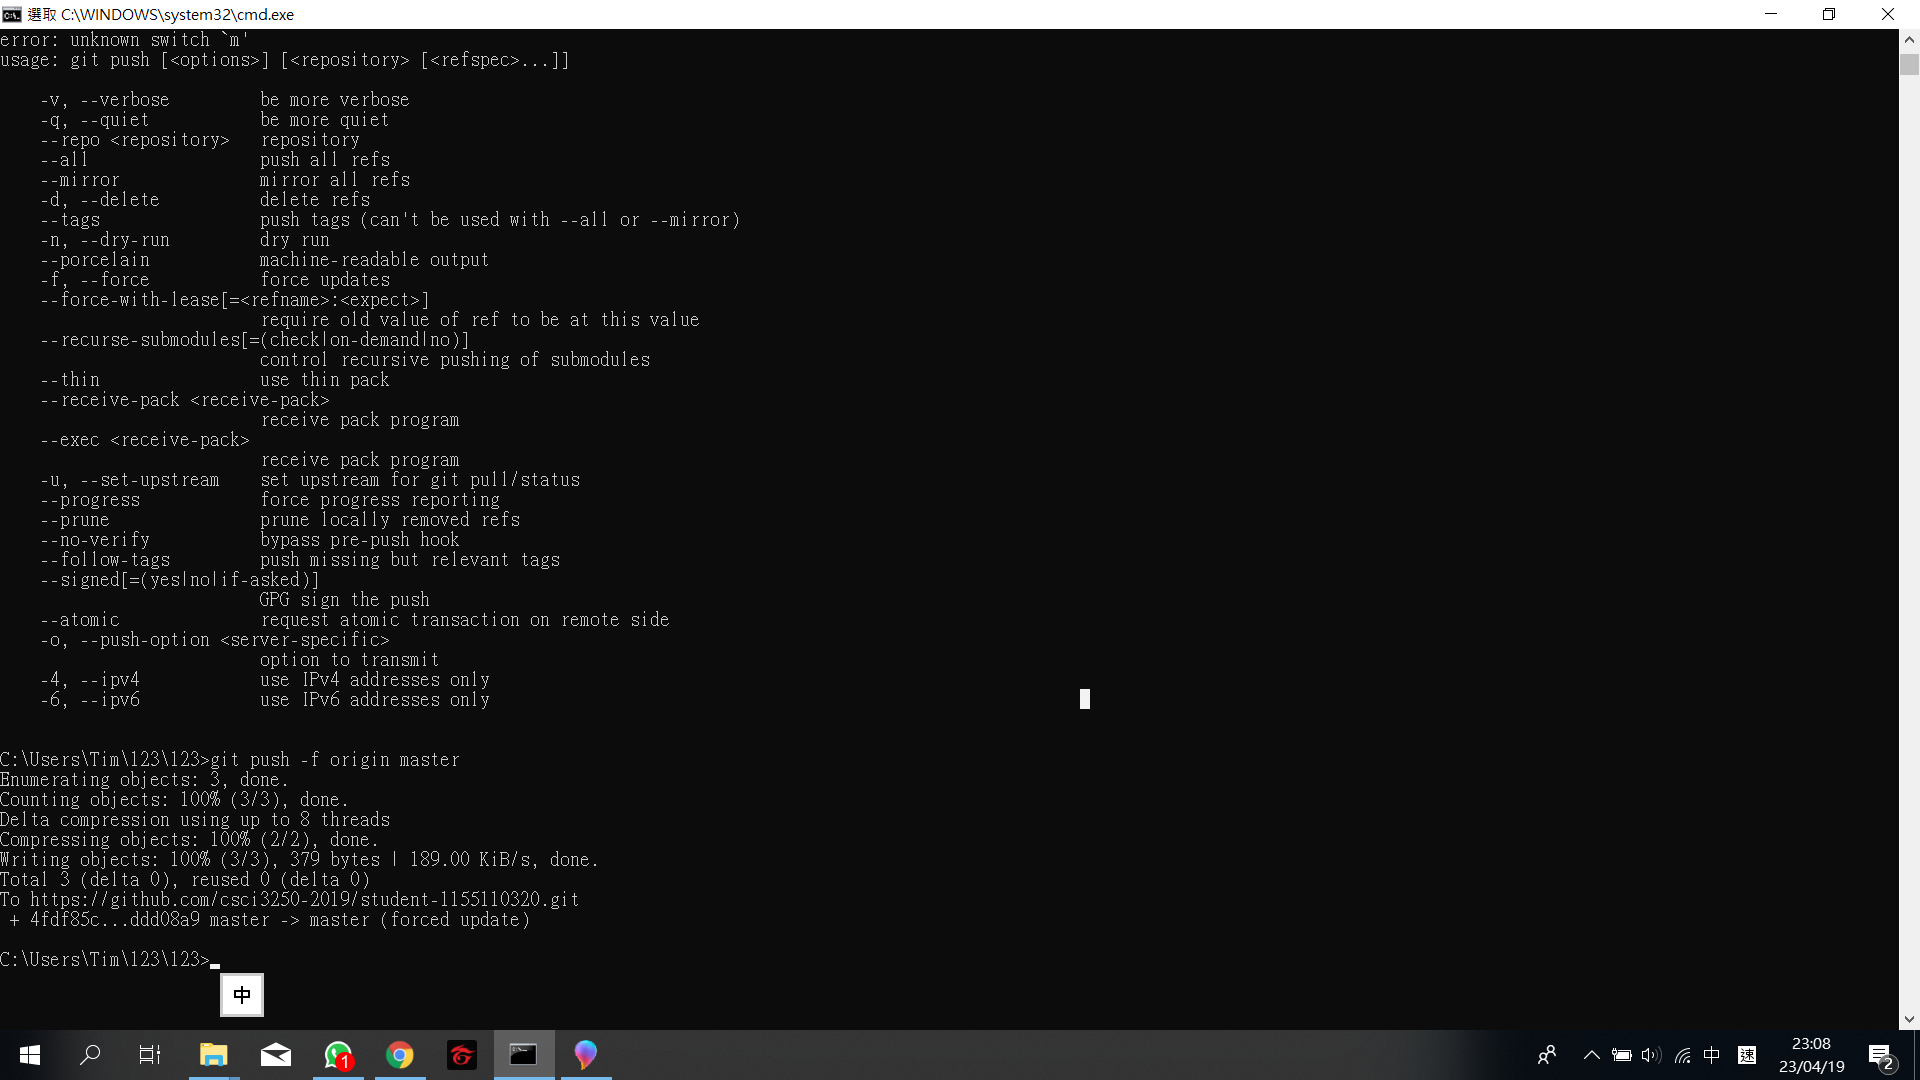 選取 C:\WINDOWS\system32\cmd.exe
error: unknown switch `m'
usage: git push [<options>] [<repository> [<refspec>...]]
-v, --verbose be more verbose
-q, --quiet be more quiet
--repo <repository> repository
--all push all refs
--mirror mirror all refs
-d, --delete delete refs
--tags push tags (can't be used with --all or --mirror)
-n, --dry-run dry run
--porcelain machine-readable output
-f, --force force updates
--force-with-lease[=<refname>:<expect>]
require old value of ref to be at this value
--recurse-submodules[=(check|on-demand|no)]
control recursive pushing of submodules
--thin use thin pack
--receive-pack <receive-pack>
receive pack program
--exec <receive-pack>
receive pack program
-u, --set-upstream set upstream for git pull/status
--progress force progress reporting
--prune prune locally removed refs
--no-verify bypass pre-push hook
--follow-tags push missing but relevant tags
--signed[=(yes|no|if-asked)]
GPG sign the push
--atomic request atomic transaction on remote side
-o, --push-option <server-specific>
option to transmit
-4, --ipv4 use IPv4 addresses only
-6, --ipv6 use IPv6 addresses only
C:\Users\Tim\123\123>git push -f origin master
Enumerating objects: 3, done.
Counting objects: 100% (3/3), done.
Delta compression using up to 8 threads
Compressing objects: 100% (2/2), done.
Writing objects: 100% (3/3), 379 bytes | 189.00 KiB/s, done.
Total 3 (delta 0), reused 0 (delta 0)
To https://github.com/csci3250-2019/student-1155110320.git
+ 4fdf85c...ddd08a9 master -> master (forced update)
C:\Users\Tim\123\123>
中
1
中 速
23:08
23/04/19
2